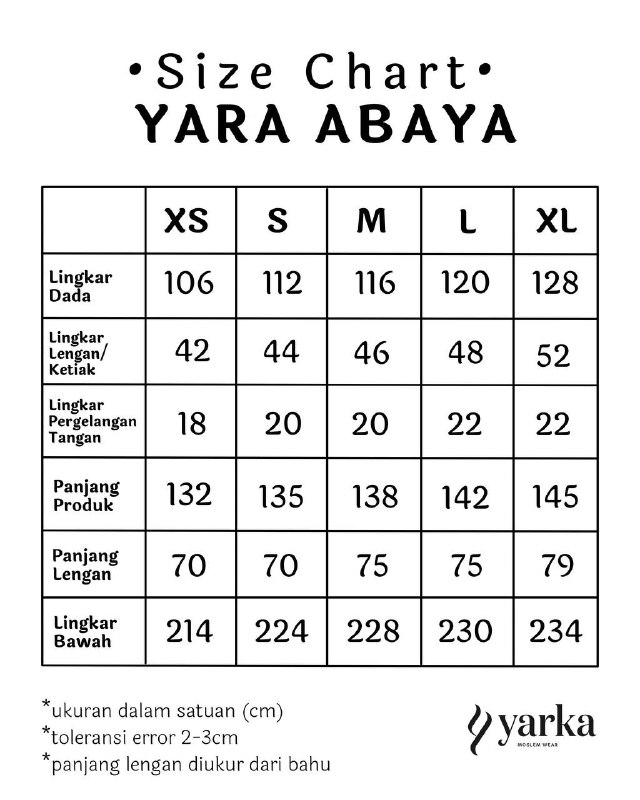 •Size Chart•
YARA ABAYA
XS S M L XL
Lingkar
Dada
106 112 116 120 128
Lingkar
Lengan/
Ketiak
42 44 46 48 52
Lingkar
Pergelangan
Tangan
18 20 20 22 22
Panjang
Produk
132 135 138 142 145
Panjang
Lengan
70 70 75 75 79
Lingkar
Bawah
214 224 228 230 234
*ukuran dalam satuan (cm)
*toleransi error 2-3cm
*panjang lengan diukur dari bahu
yarka
MOSLEM WEAR